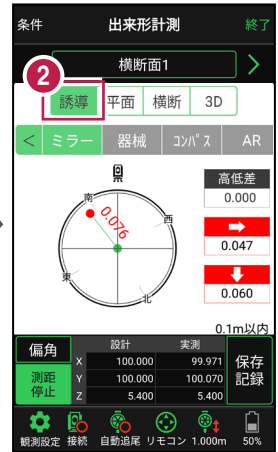 条件 出来形計測 終了
横断面1 >
2
誘導 平面 横断 3D
< ミラー 器械 コンパス AR
高低差
0.000
南
西
0.076
東
北
0.047
0.060
0.1m以内
偏角
測距
停止
設計 実測
X 100.000 99.971
Y 100.000 100.070
Z 5.400 5.400
保存
記録
観測設定 接続 自動追尾 リモコン 1.000m 50%